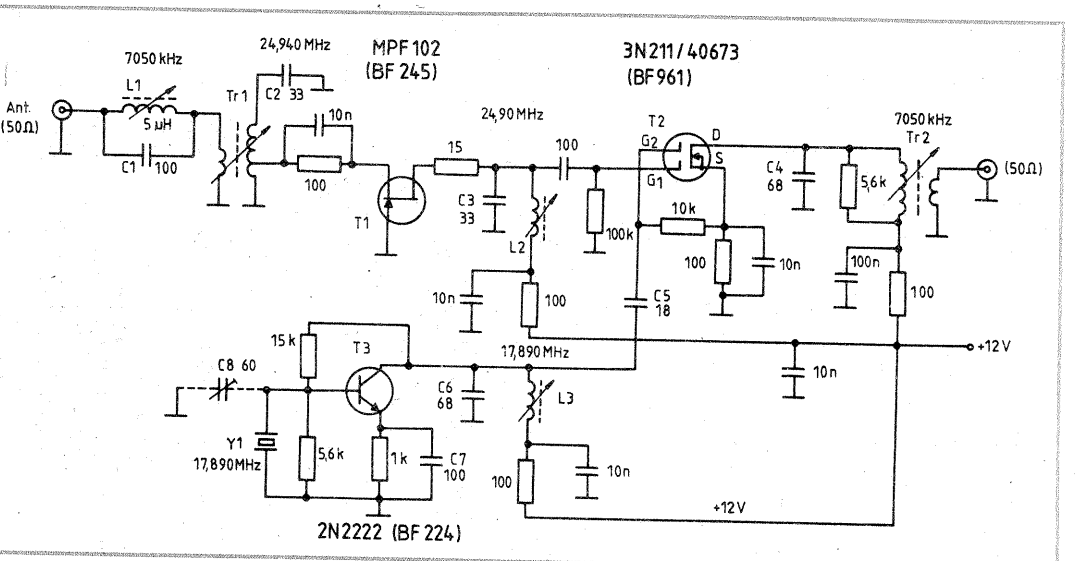 24,940 MHz
MPF 102
(BF 245)
3N211/40673
(BF961)
7050 kHz
L1
5 µH
C1
100
Ant.
(50Ω)
Tr1
C2 33
10n
100
T1
15
24,90 MHz
C3
33
100
L2
100k
10n
100
T2
G2
G1
D
S
10k
100
10n
C5
18
C4
68
5,6k
7050 kHz
Tr2
(50Ω)
100n
100
+12V
10n
C8 60
15k
T3
Y1
17,890MHz
5,6k
1k
C7
100
17,890MHz
C6
68
L3
100
10n
+12V
2N2222 (BF 224)